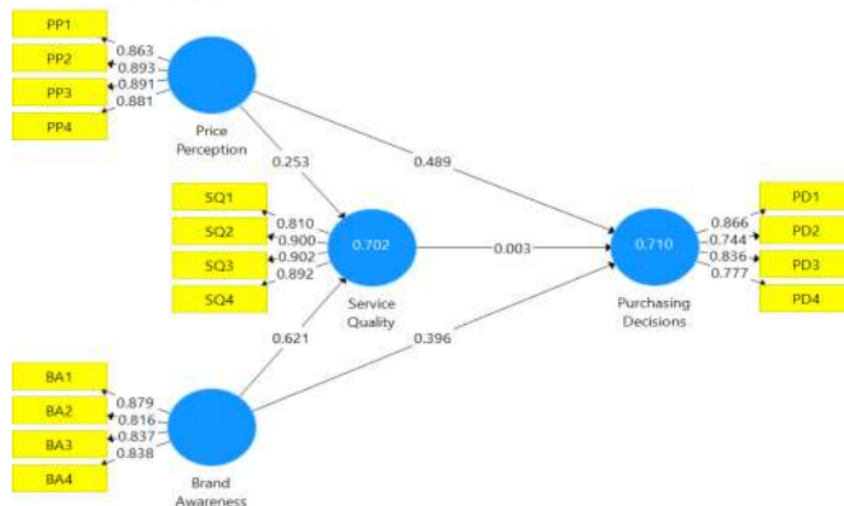 PP1
PP2
PP3
PP4
0.863
0.893
0.891
0.881
Price
Perception
0.253
0.489
SQ1
SQ2
SQ3
SQ4
0.810
0.900
0.902
0.892
0.702
Service
Quality
0.003
0.710
Purchasing
Decisions
0.866
0.744
0.836
0.777
PD1
PD2
PD3
PD4
0.621
0.396
BA1
BA2
BA3
BA4
0.879
0.816
0.837
0.838
Brand
Awareness